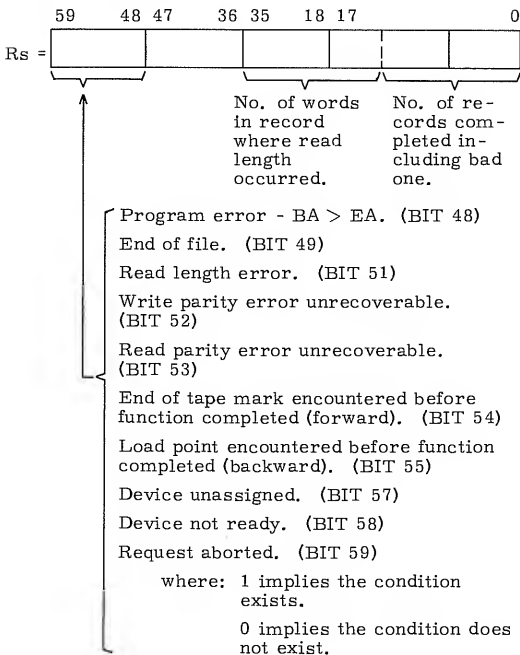 59 48 47 36 35 18 17 0
Rs =
No. of words
in record
where read
length
occurred.
No. of re-
cords com-
pleted in-
cluding bad
one.
Program error - BA > EA. (BIT 48)
End of file. (BIT 49)
Read length error. (BIT 51)
Write parity error unrecoverable.
(BIT 52)
Read parity error unrecoverable.
(BIT 53)
End of tape mark encountered before
function completed (forward). (BIT 54)
Load point encountered before function
completed (backward). (BIT 55)
Device unassigned. (BIT 57)
Device not ready. (BIT 58)
Request aborted. (BIT 59)
where: 1 implies the condition
exists.
0 implies the condition does
not exist.